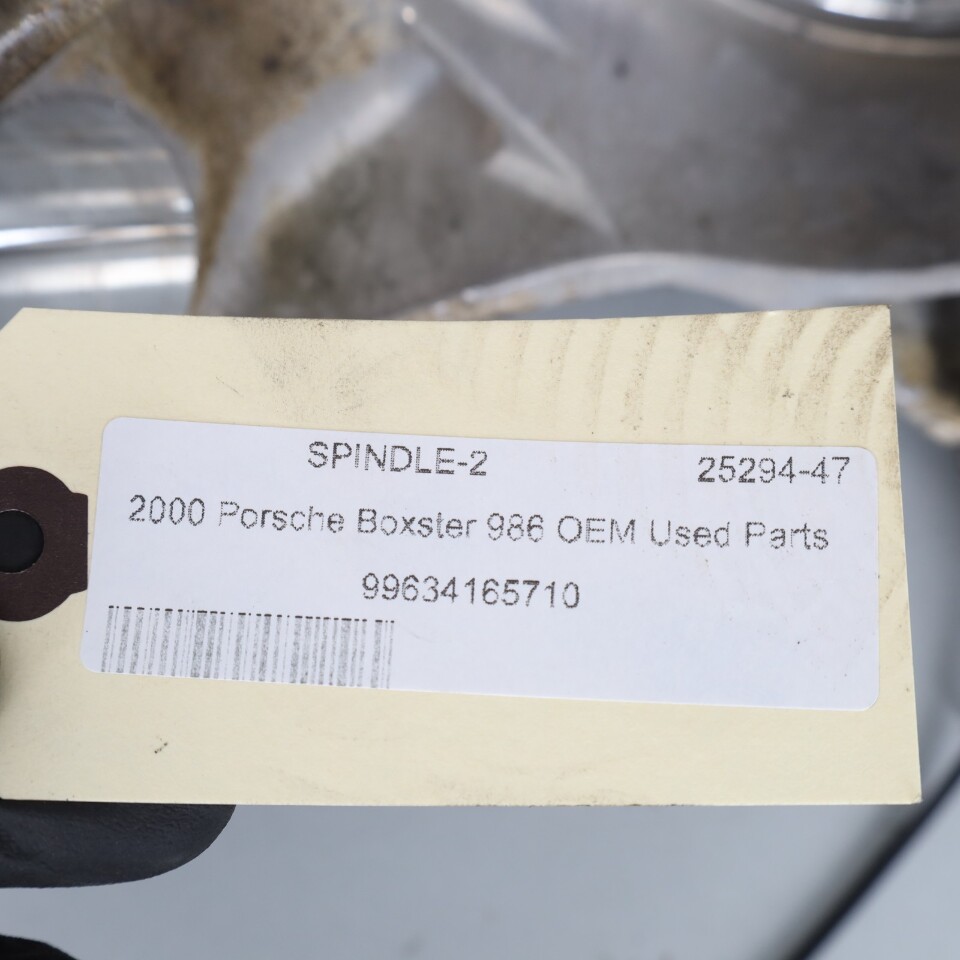 SPINDLE-2 25294-47
2000 Porsche Boxster 986 OEM Used Parts
99634165710